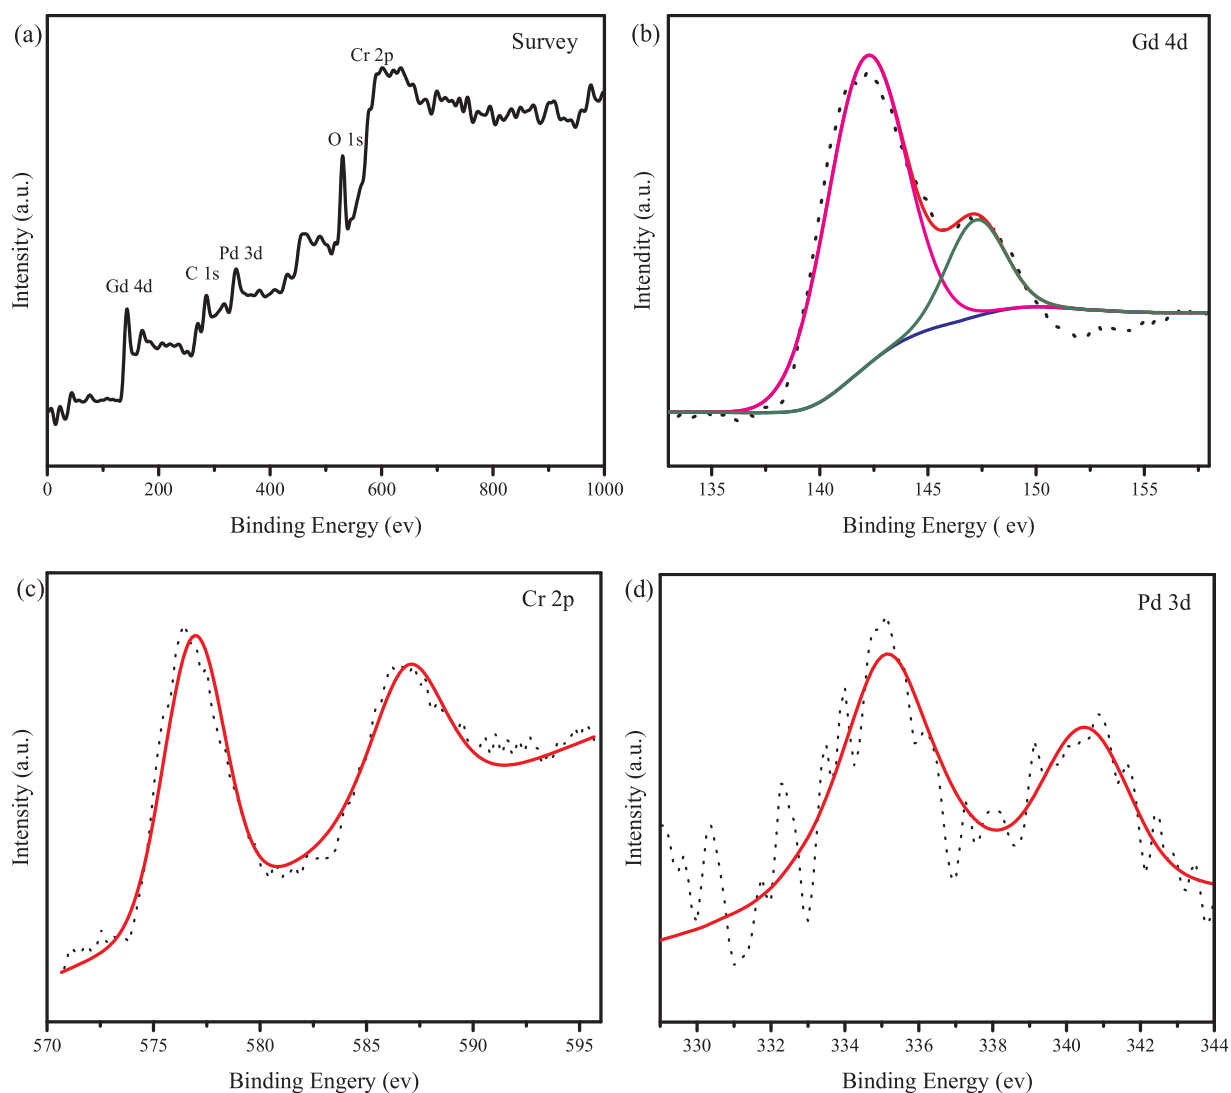 (a)
Survey
Cr 2p
O 1s
Pd 3d
C 1s
Gd 4d
Intensity (a.u.)
0 200 400 600 800 1000
Binding Energy (ev)
(b)
Gd 4d
Intendity (a.u.)
135 140 145 150 155
Binding Energy ( ev)
(c)
Cr 2p
Intensity (a.u.)
570 575 580 585 590 595
Binding Engery (ev)
(d)
Pd 3d
Intensity (a.u.)
330 332 334 336 338 340 342 344
Binding Energy (ev)